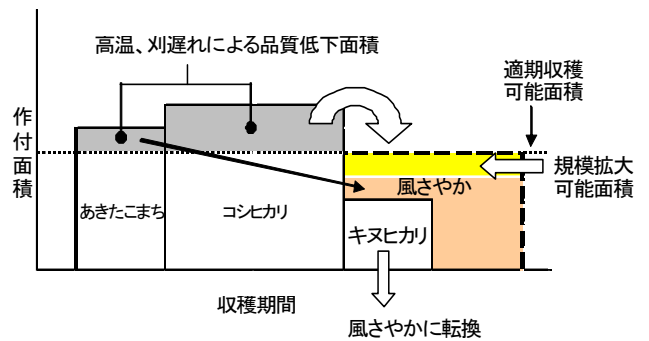 高温、刈遅れによる品質低下面積
適期収穫
可能面積
作付面積
規模拡大
可能面積
風さやか
あきたこまち
コシヒカリ
キヌヒカリ
収穫期間
風さやかに転換